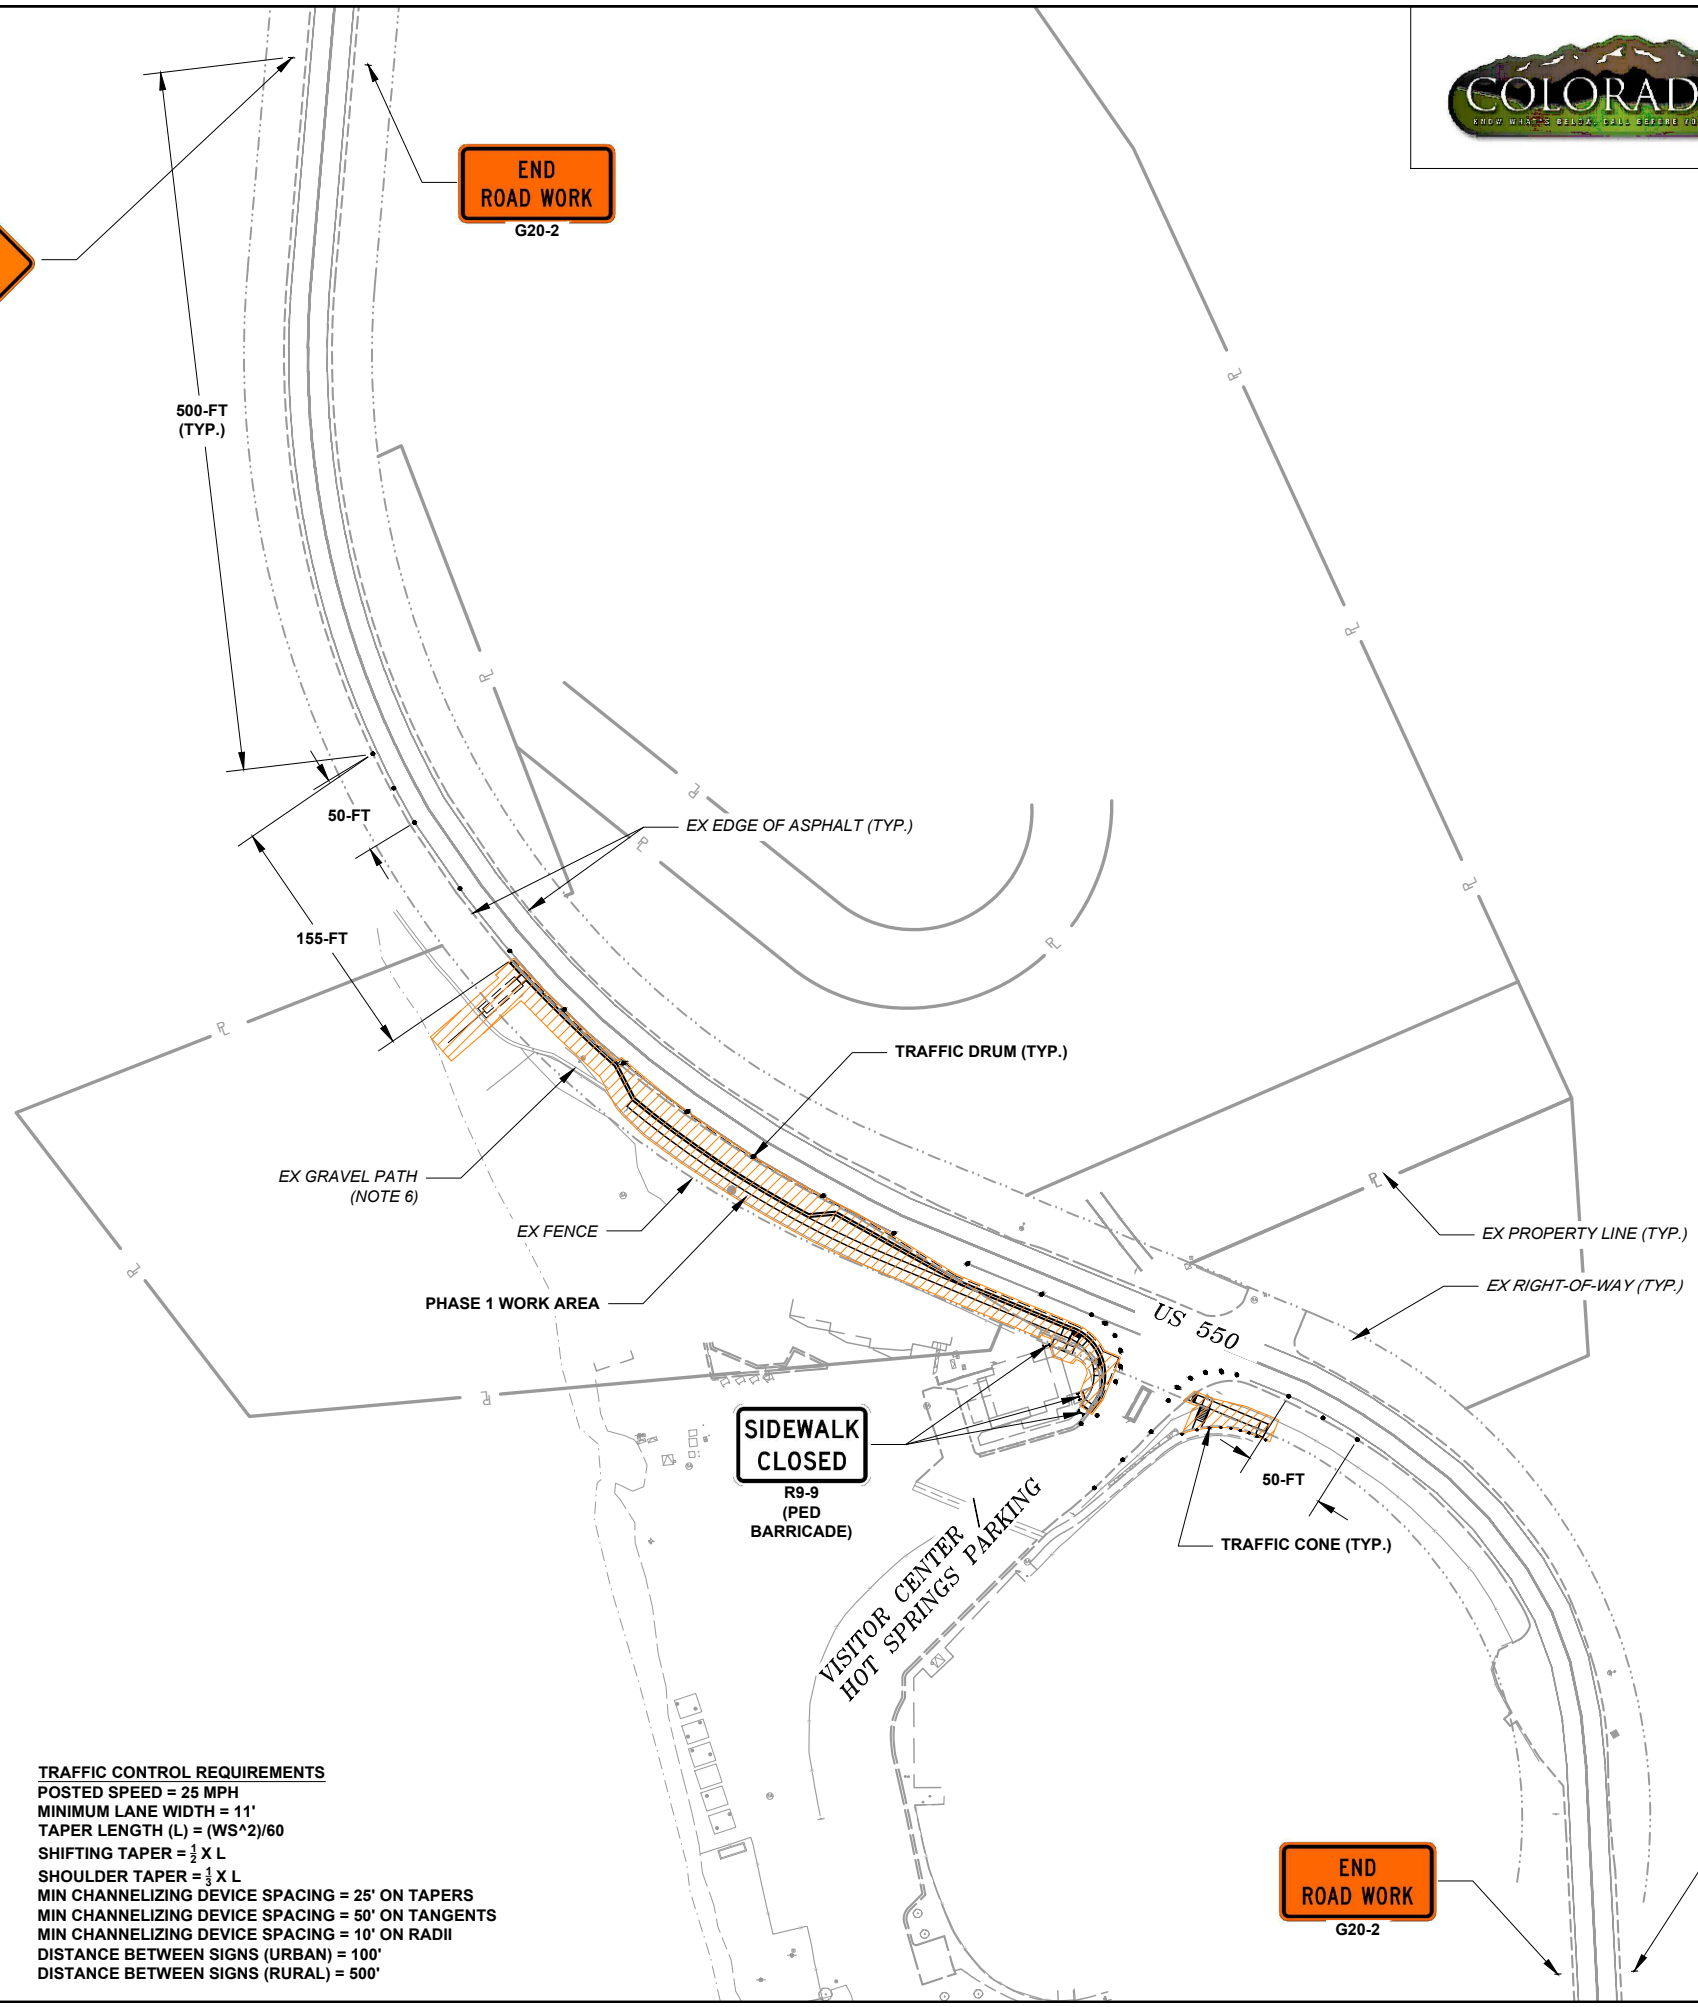 COLORAD
KNOW WHAT'S BELOW. CALL BEFORE YO
END
ROAD WORK
G20-2
500-FT
(TYP.)
50-FT
EX EDGE OF ASPHALT (TYP.)
155-FT
TRAFFIC DRUM (TYP.)
EX GRAVEL PATH
(NOTE 6)
EX FENCE
PHASE 1 WORK AREA
EX PROPERTY LINE (TYP.)
EX RIGHT-OF-WAY (TYP.)
US 550
SIDEWALK
CLOSED
R9-9
(PED
BARRICADE)
50-FT
TRAFFIC CONE (TYP.)
VISITOR CENTER
HOT SPRINGS PARKING
TRAFFIC CONTROL REQUIREMENTS
POSTED SPEED = 25 MPH
MINIMUM LANE WIDTH = 11'
TAPER LENGTH (L) = (WS^2)/60
SHIFTING TAPER = 1/2 X L
SHOULDER TAPER = 1/3 X L
MIN CHANNELIZING DEVICE SPACING = 25' ON TAPERS
MIN CHANNELIZING DEVICE SPACING = 50' ON TANGENTS
MIN CHANNELIZING DEVICE SPACING = 10' ON RADII
DISTANCE BETWEEN SIGNS (URBAN) = 100'
DISTANCE BETWEEN SIGNS (RURAL) = 500'
END
ROAD WORK
G20-2